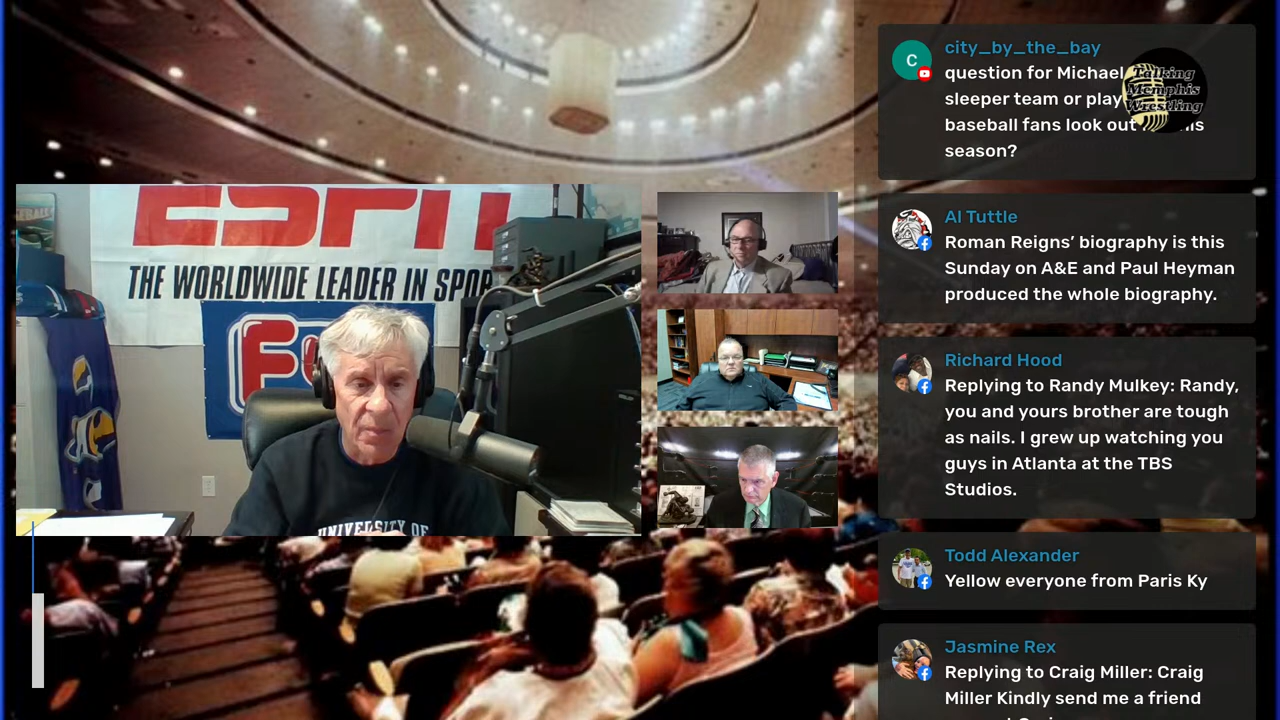 ESPN
THE WORLDWIDE LEADER IN SPOR
UNIVERSITY OF
city_by_the_bay
question for Michael
sleeper team or play
baseball fans look out
season?
Talking
Memphis
Wrestling
Al Tuttle
Roman Reigns’ biography is this
Sunday on A&E and Paul Heyman
produced the whole biography.
Richard Hood
Replying to Randy Mulkey: Randy,
you and yours brother are tough
as nails. I grew up watching you
guys in Atlanta at the TBS
Studios.
Todd Alexander
Yellow everyone from Paris Ky
Jasmine Rex
Replying to Craig Miller: Craig
Miller Kindly send me a friend